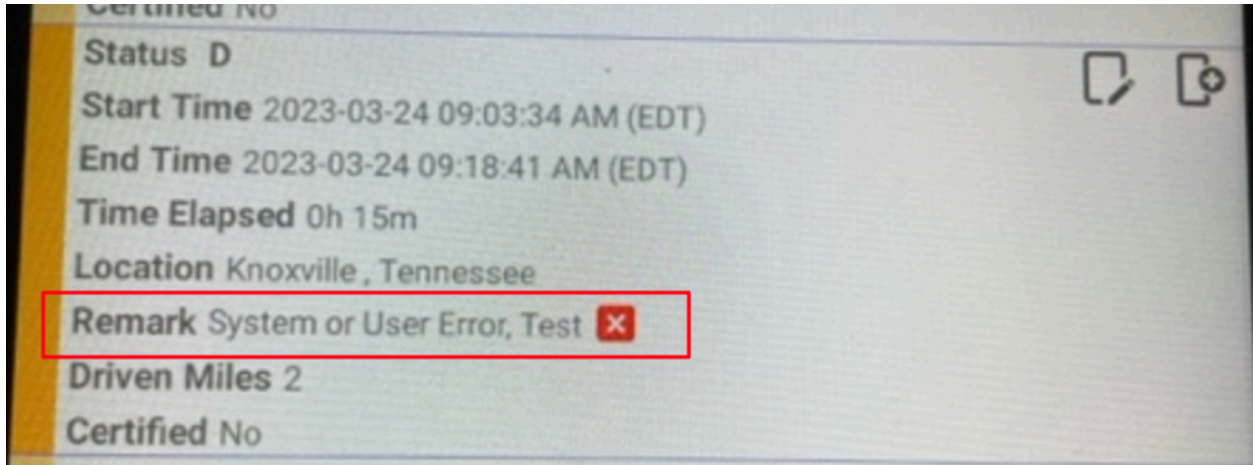 Certified No
Status D
Start Time 2023-03-24 09:03:34 AM (EDT)
End Time 2023-03-24 09:18:41 AM (EDT)
Time Elapsed 0h 15m
Location Knoxville , Tennessee
Remark System or User Error, Test
Driven Miles 2
Certified No